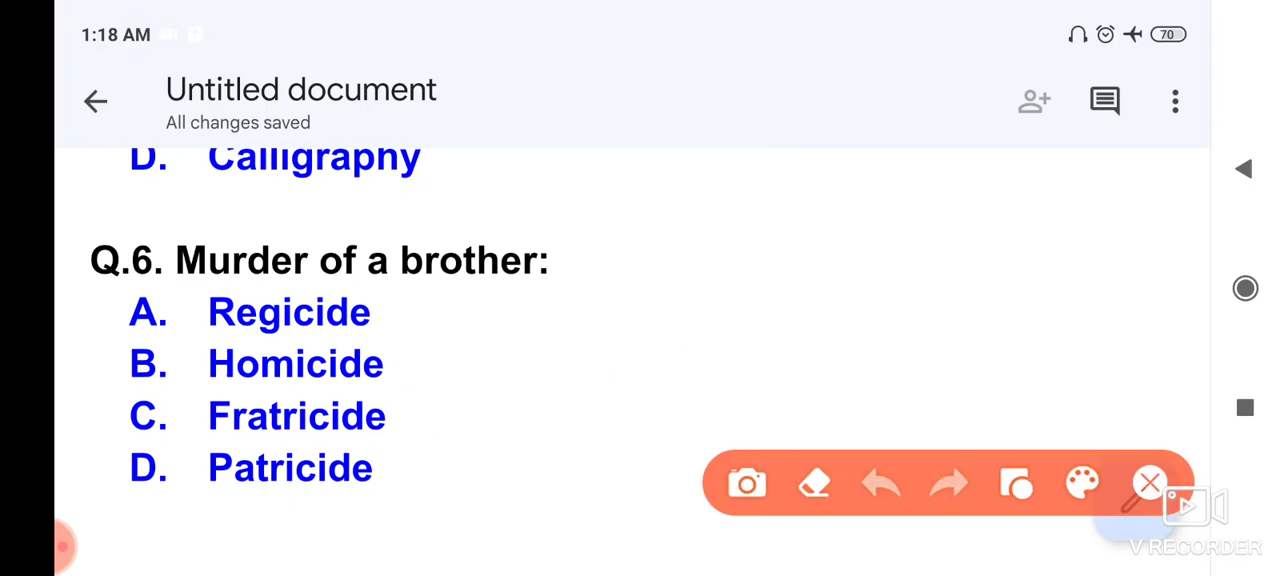 1:18 AM
70
Untitled document
All changes saved
D. Calligraphy
Q.6. Murder of a brother:
A. Regicide
B. Homicide
C. Fratricide
D. Patricide
V RECORDER